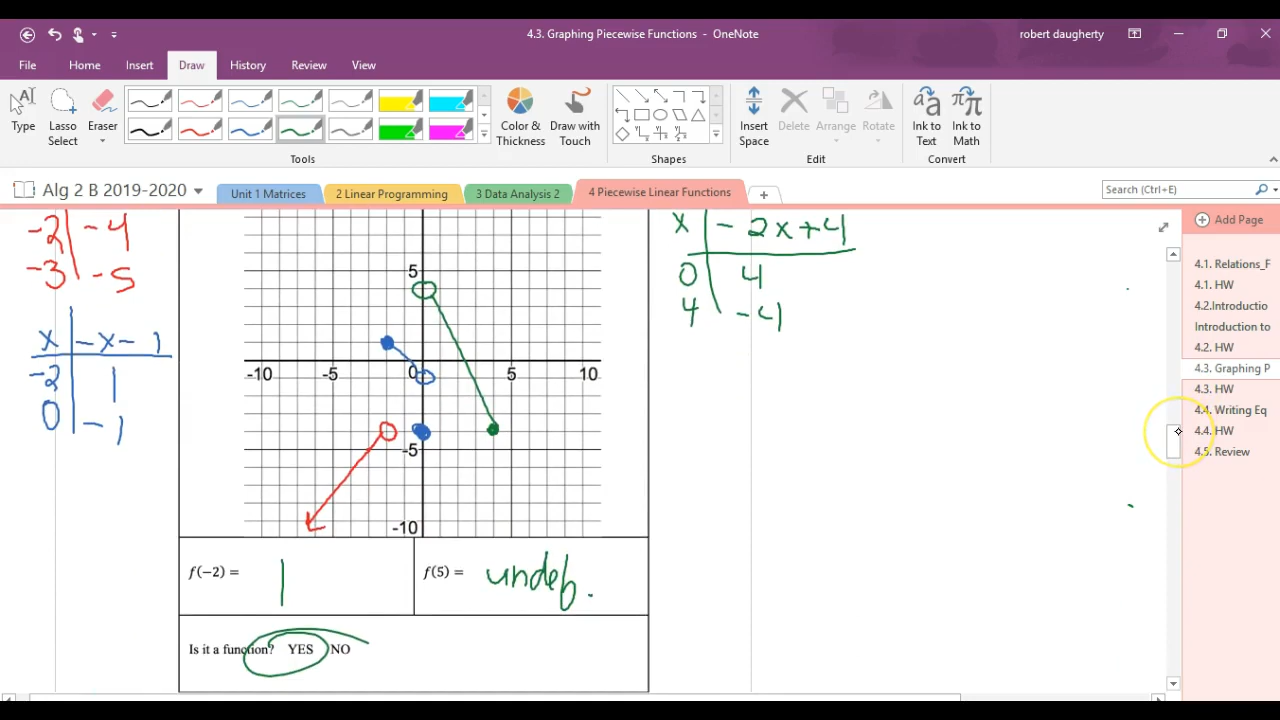 4.3. Graphing Piecewise Functions - OneNote
robert daugherty
File Home Insert Draw History Review View
Type
Lasso Select
Eraser
Color & Thickness
Draw with Touch
Insert Space
Delete
Arrange
Rotate
Ink to Text
Ink to Math
Tools
Shapes
Edit
Convert
Alg 2 B 2019-2020
Unit 1 Matrices
2 Linear Programming
3 Data Analysis 2
4 Piecewise Linear Functions
Search (Ctrl+E)
Add Page
4.1. Relations_F
4.1. HW
4.2.Introductio
Introduction to
4.2. HW
4.3. Graphing P
4.3. HW
4.4. Writing Eq
4.4. HW
4.5. Review
-2 | -4
-3 | -5
x | -x-1
-2 | 1
0 | -1
5
-10 -5 0 5 10
-5
-10
x | -2x+4
0 | 4
4 | -4
f(−2) = 1
f(5) = undef.
Is it a function? YES NO